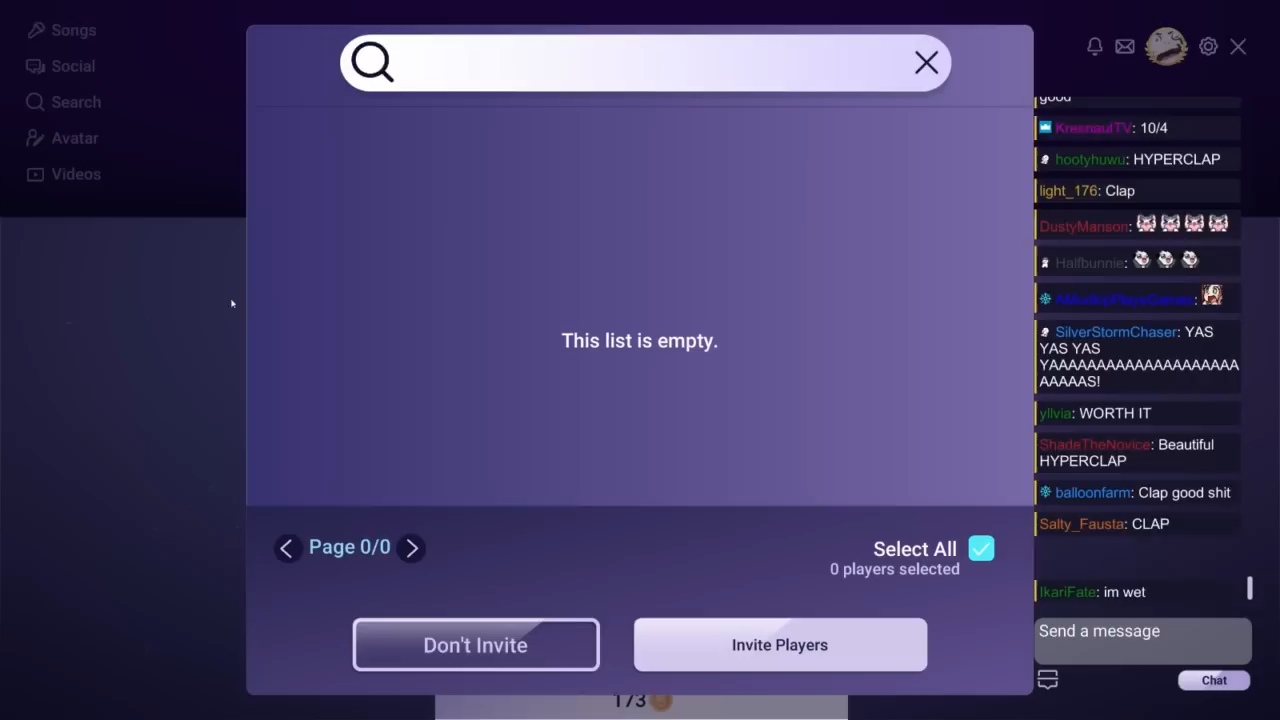 Songs
Social
Search
Avatar
Videos
This list is empty.
Page 0/0
Select All
0 players selected
Don't Invite
Invite Players
173
good
KresnaulTV: 10/4
hootyhuwu: HYPERCLAP
light_176: Clap
DustyManson:
Halfbunnie:
SilverStormChaser: YAS
YAS YAS
YAAAAAAAAAAAAAAAAAAAA
AAAAAS!
yllvia: WORTH IT
ShadeTheNovice: Beautiful
HYPERCLAP
balloonfarm: Clap good shit
Salty_Fausta: CLAP
IkariFate: im wet
Send a message
Chat